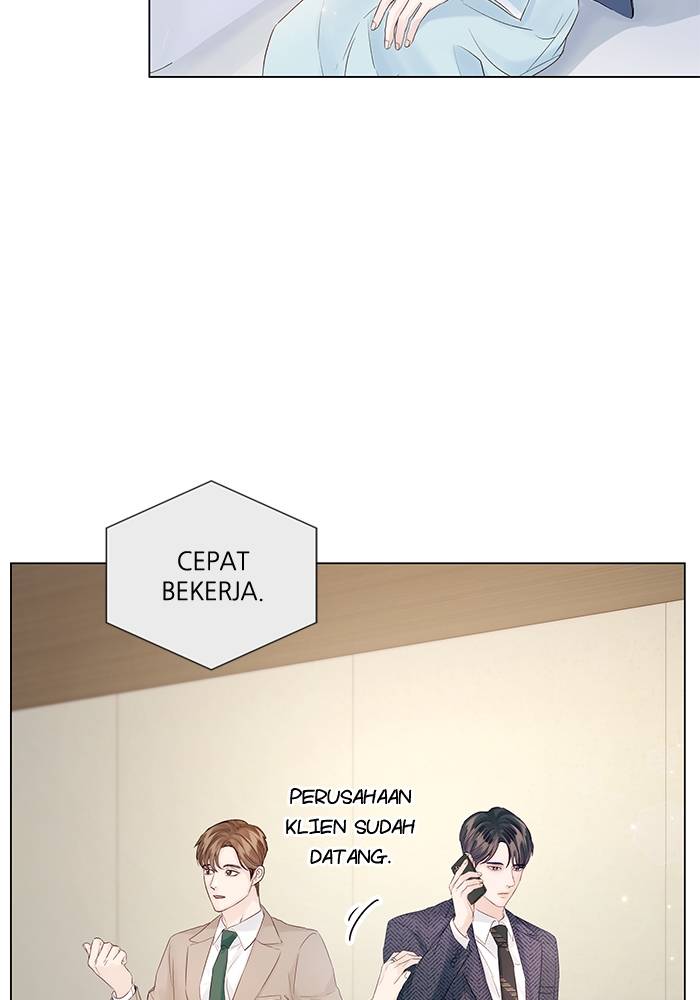 CEPAT
BEKERJA.
PERUSAHAAN
KLIEN SUDAH
DATANG.